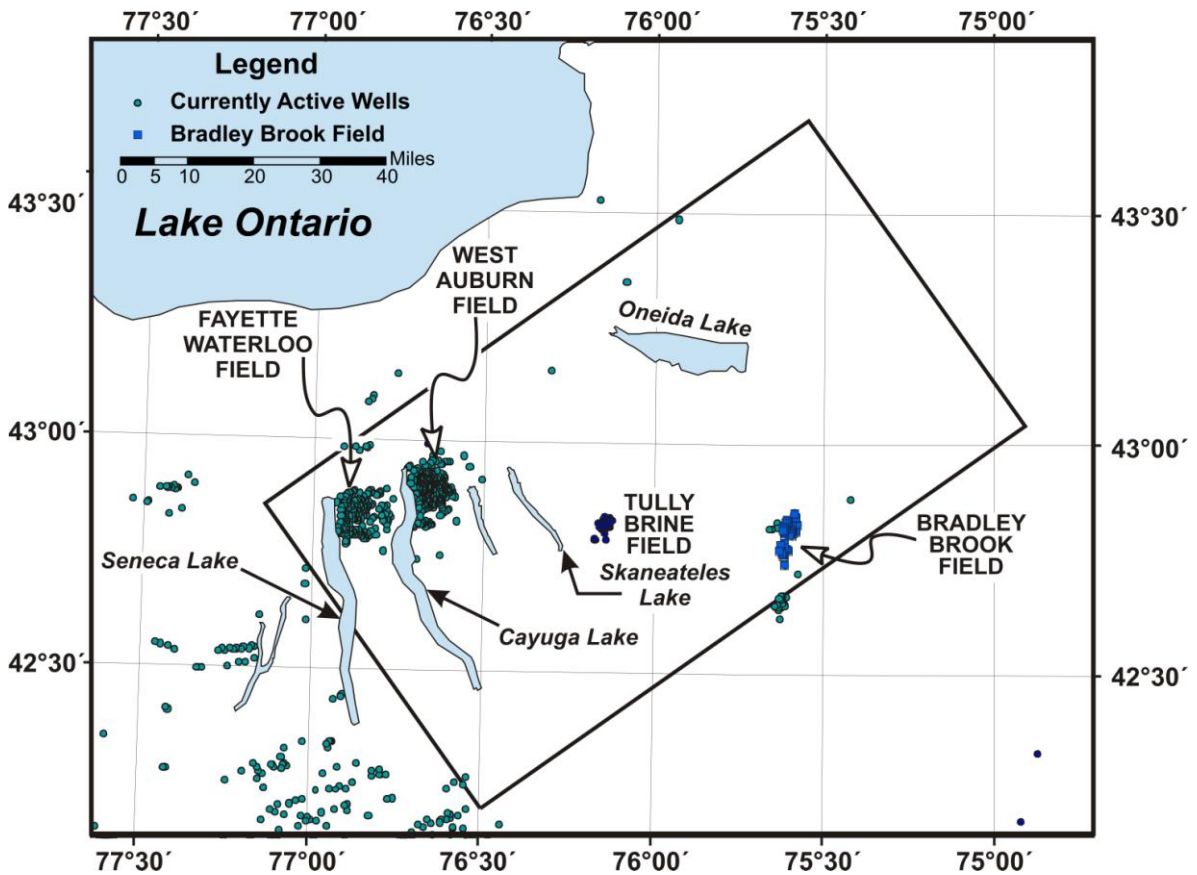 77°30´ 77°00´ 76°30´ 76°00´ 75°30´ 75°00´
Legend
Currently Active Wells
Bradley Brook Field
Miles
0 5 10 20 30 40
43°30´
43°30´
Lake Ontario
WEST
AUBURN
FIELD
FAYETTE
WATERLOO
FIELD
Oneida Lake
43°00´
43°00´
TULLY
BRINE
FIELD
BRADLEY
BROOK
FIELD
Seneca Lake
Skaneateles
Lake
Cayuga Lake
42°30´
42°30´
77°30´ 77°00´ 76°30´ 76°00´ 75°30´ 75°00´